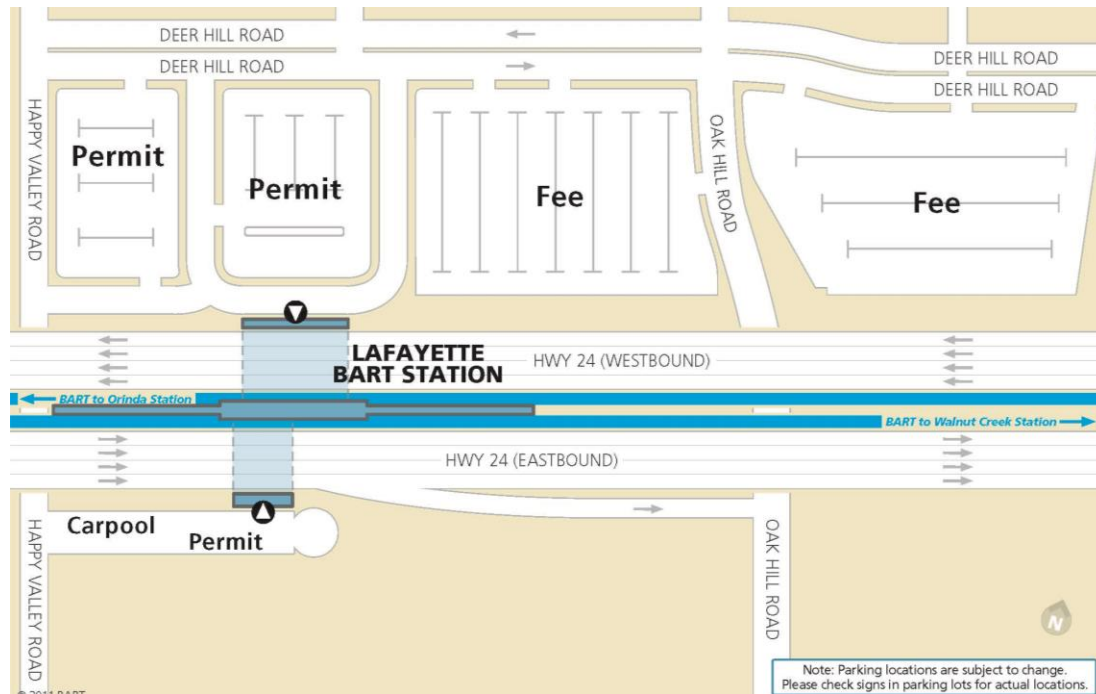 DEER HILL ROAD
DEER HILL ROAD
DEER HILL ROAD
DEER HILL ROAD
HAPPY VALLEY ROAD
Permit
Permit
Fee
OAK HILL ROAD
Fee
LAFAYETTE
BART STATION
HWY 24 (WESTBOUND)
BART to Orinda Station
BART to Walnut Creek Station
HWY 24 (EASTBOUND)
Carpool
Permit
HAPPY VALLEY ROAD
OAK HILL ROAD
N
Note: Parking locations are subject to change.
Please check signs in parking lots for actual locations.
© 2011 BART